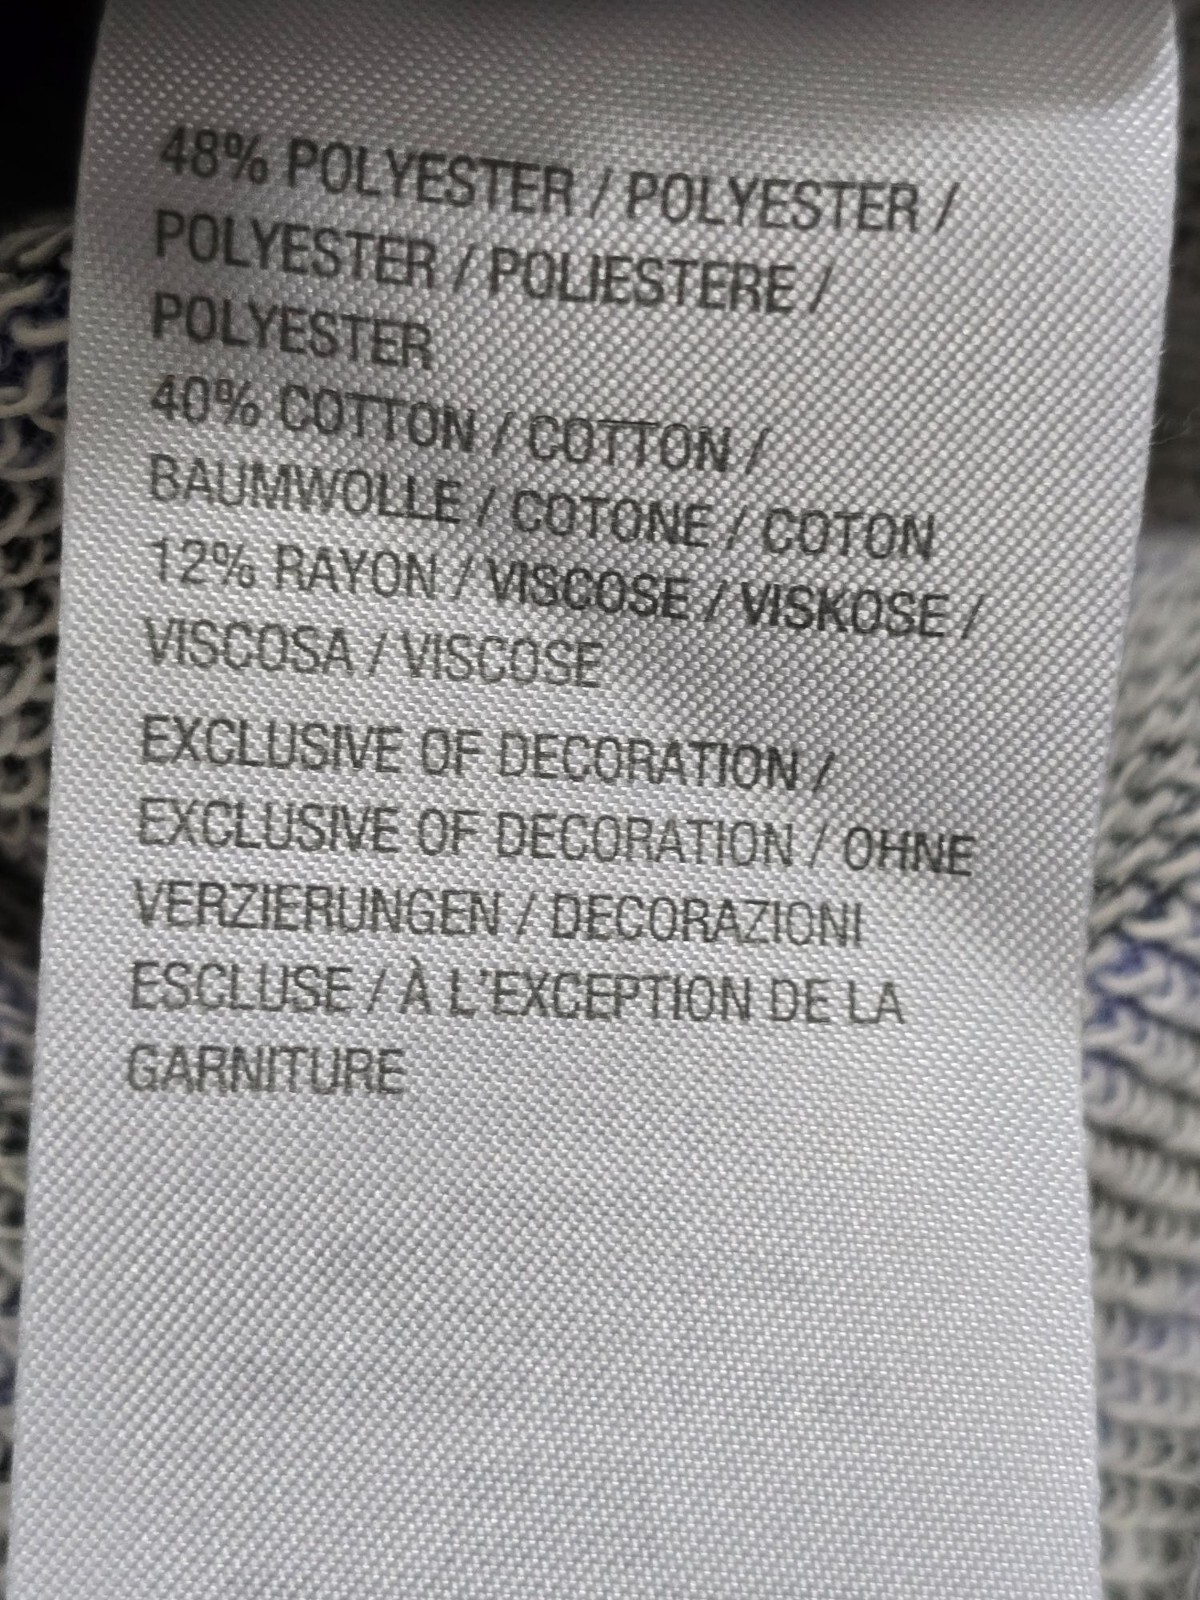 48% POLYESTER / POLYESTER /
POLYESTER / POLIESTERE /
POLYESTER
40% COTTON / COTTON /
BAUMWOLLE / COTONE / COTON
12% RAYON / VISCOSE / VISKOSE /
VISCOSA / VISCOSE
EXCLUSIVE OF DECORATION /
EXCLUSIVE OF DECORATION / OHNE
VERZIERUNGEN / DECORAZIONI
ESCLUSE / À L'EXCEPTION DE LA
GARNITURE